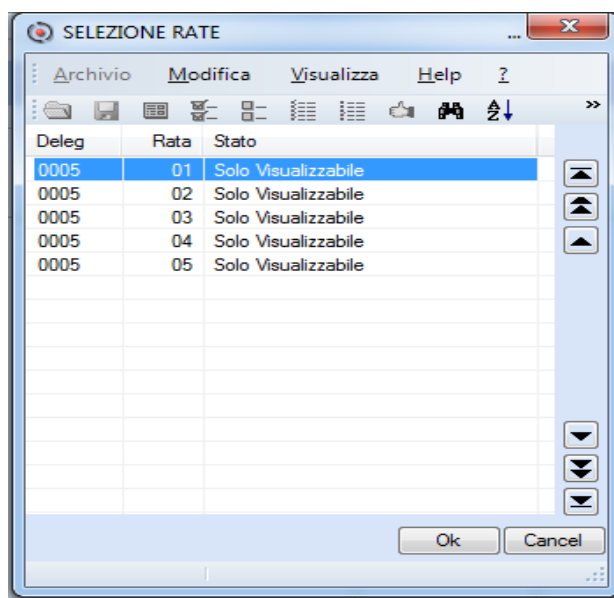 SELEZIONE RATE ...
Archivio Modifica Visualizza Help ?
Deleg Rata Stato
0005 01 Solo Visualizzabile
0005 02 Solo Visualizzabile
0005 03 Solo Visualizzabile
0005 04 Solo Visualizzabile
0005 05 Solo Visualizzabile
Ok Cancel